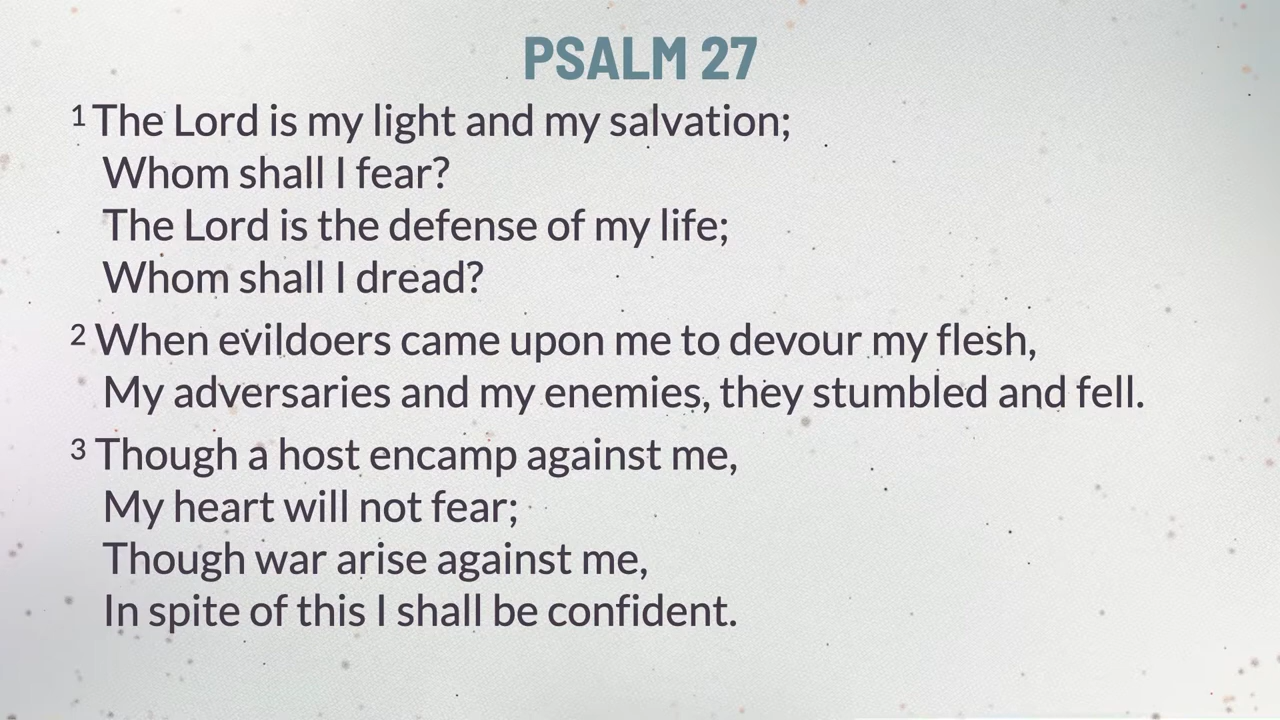 PSALM 27
1 The Lord is my light and my salvation;
Whom shall I fear?
The Lord is the defense of my life;
Whom shall I dread?
2 When evildoers came upon me to devour my flesh,
My adversaries and my enemies, they stumbled and fell.
3 Though a host encamp against me,
My heart will not fear;
Though war arise against me,
In spite of this I shall be confident.